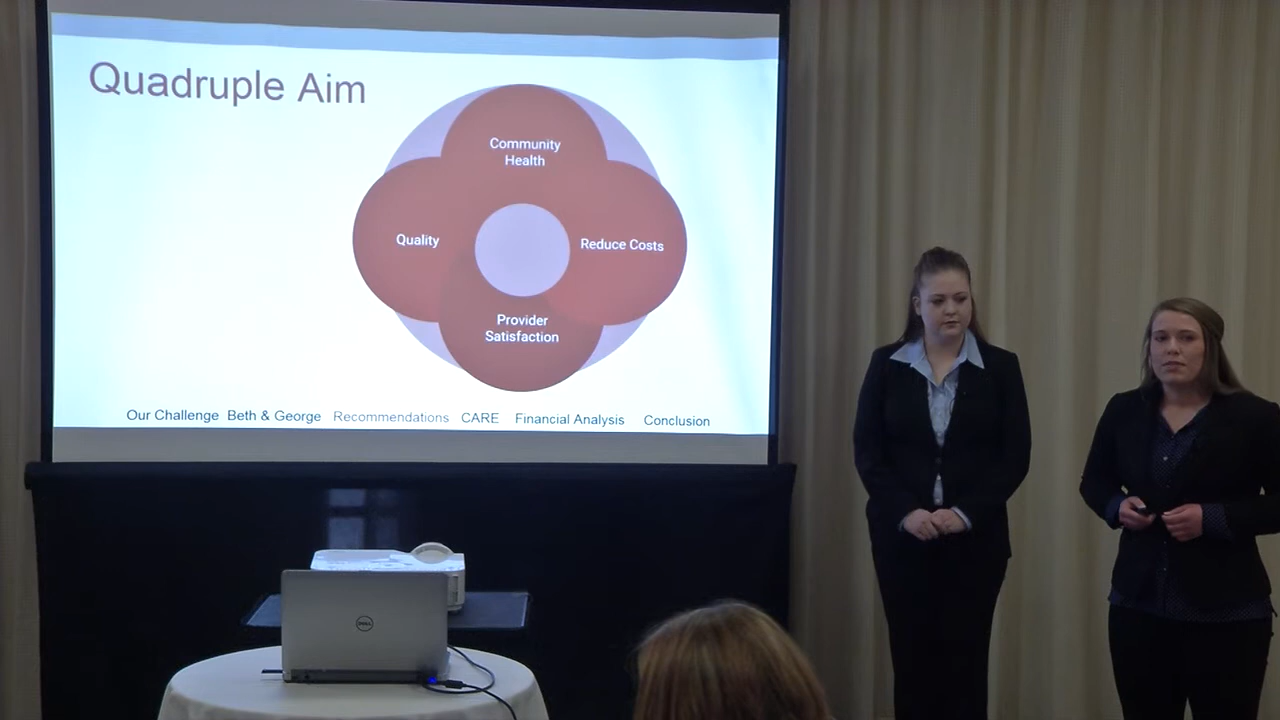 Quadruple Aim
Community
Health
Quality
Reduce Costs
Provider
Satisfaction
Our Challenge Beth & George Recommendations CARE Financial Analysis Conclusion
DELL